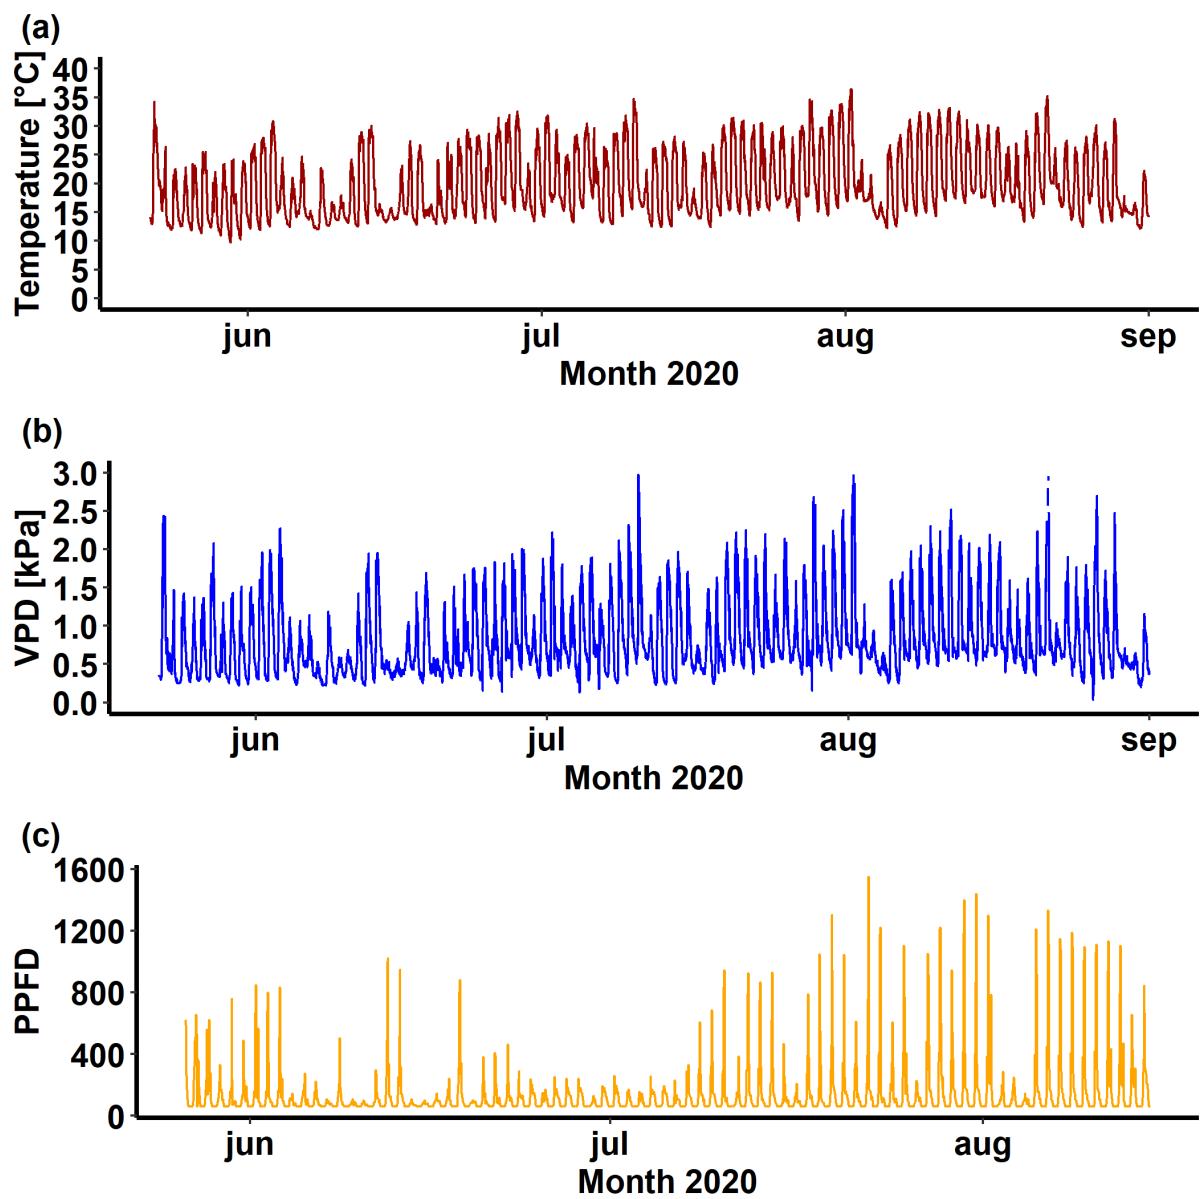 (a)
Temperature [°C]
40
35
30
25
20
15
10
5
0
jun jul aug sep
Month 2020
(b)
VPD [kPa]
3.0
2.5
2.0
1.5
1.0
0.5
0.0
jun jul aug sep
Month 2020
(c)
PPFD
1600
1200
800
400
0
jun jul aug
Month 2020